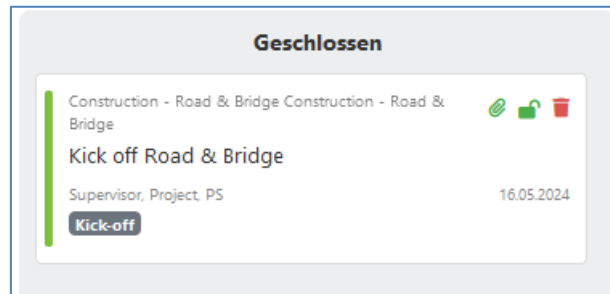 Geschlossen
Construction - Road & Bridge Construction - Road &
Bridge
Kick off Road & Bridge
Supervisor, Project, PS
16.05.2024
Kick-off